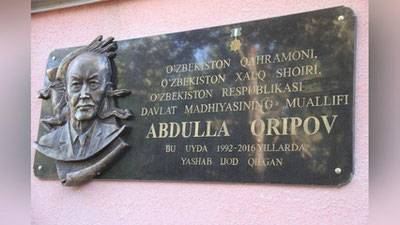 O'ZBEKISTON QAHRAMONI,
O'ZBEKISTON XALQ SHOIRI,
O'ZBEKISTON RESPUBLIKASI
DAVLAT MADHIYASINING MUALLIFI
ABDULLA ORIPOV
BU UYDA 1992-2016 YILLARDA
YASHAB IJOD QILGAN